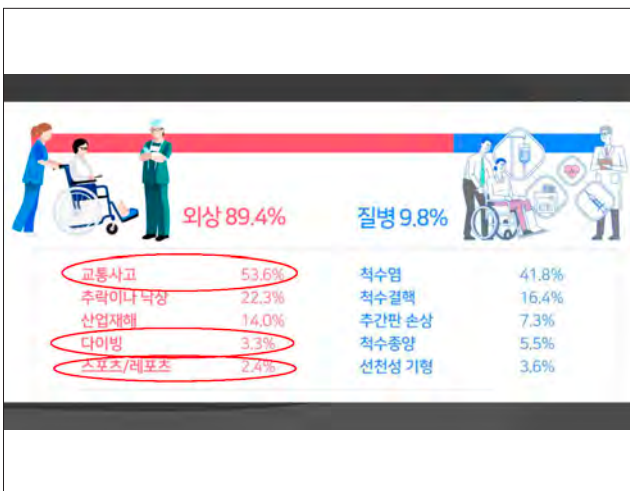 외상 89.4%
질병 9.8%
교통사고 53.6%
추락이나 낙상 22.3%
산업재해 14.0%
다이빙 3.3%
스포츠/레포츠 2.4%
척수염 41.8%
척수결핵 16.4%
추간판 손상 7.3%
척수종양 5.5%
선천성 기형 3.6%